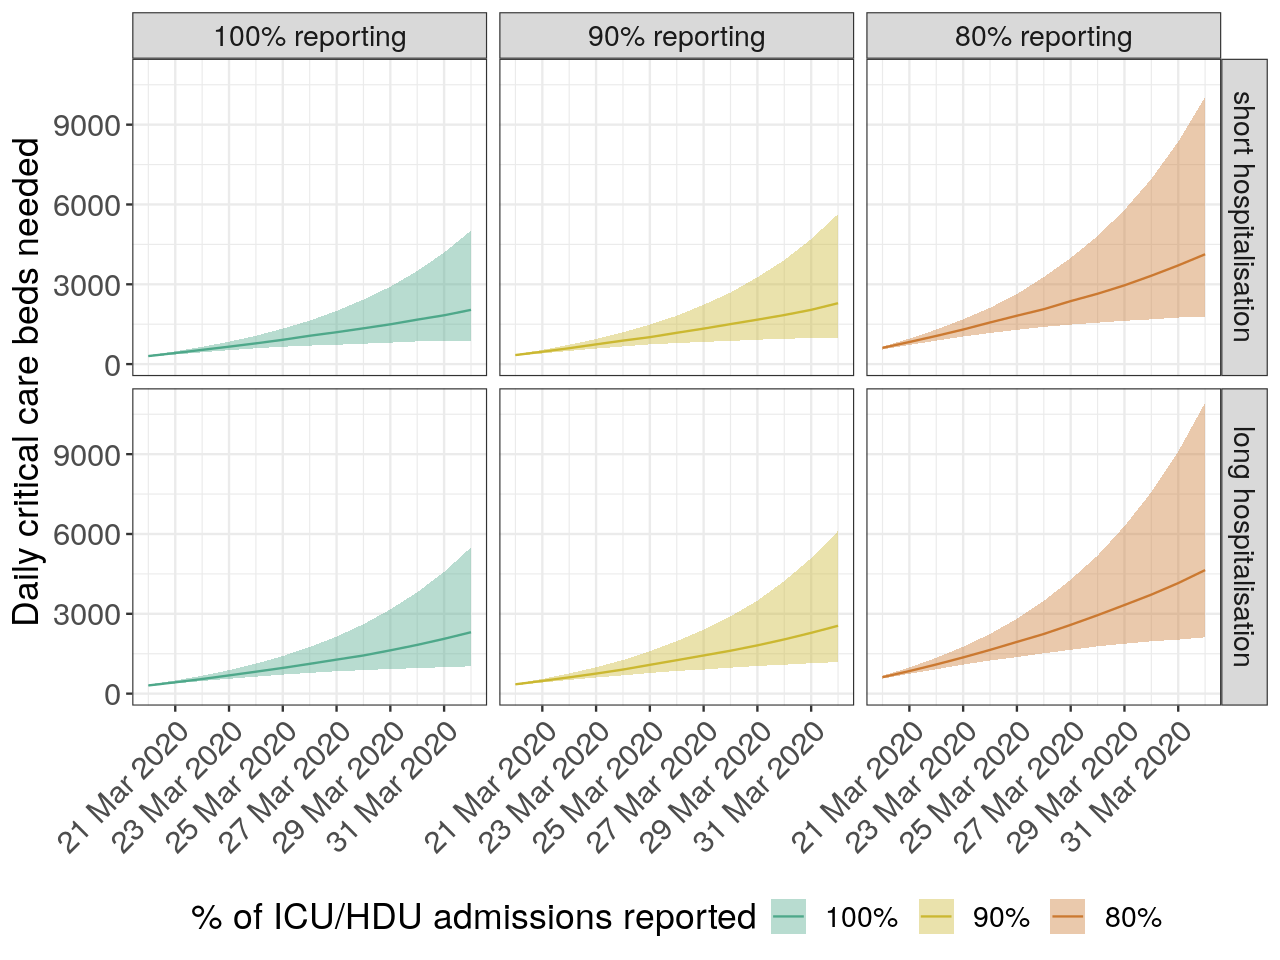 100% reporting 90% reporting 80% reporting
Daily critical care beds needed
9000
6000
3000
0
short hospitalisation
9000
6000
3000
0
long hospitalisation
21 Mar 2020 23 Mar 2020 25 Mar 2020 27 Mar 2020 29 Mar 2020 31 Mar 2020 21 Mar 2020 23 Mar 2020 25 Mar 2020 27 Mar 2020 29 Mar 2020 31 Mar 2020 21 Mar 2020 23 Mar 2020 25 Mar 2020 27 Mar 2020 29 Mar 2020 31 Mar 2020
% of ICU/HDU admissions reported 100% 90% 80%